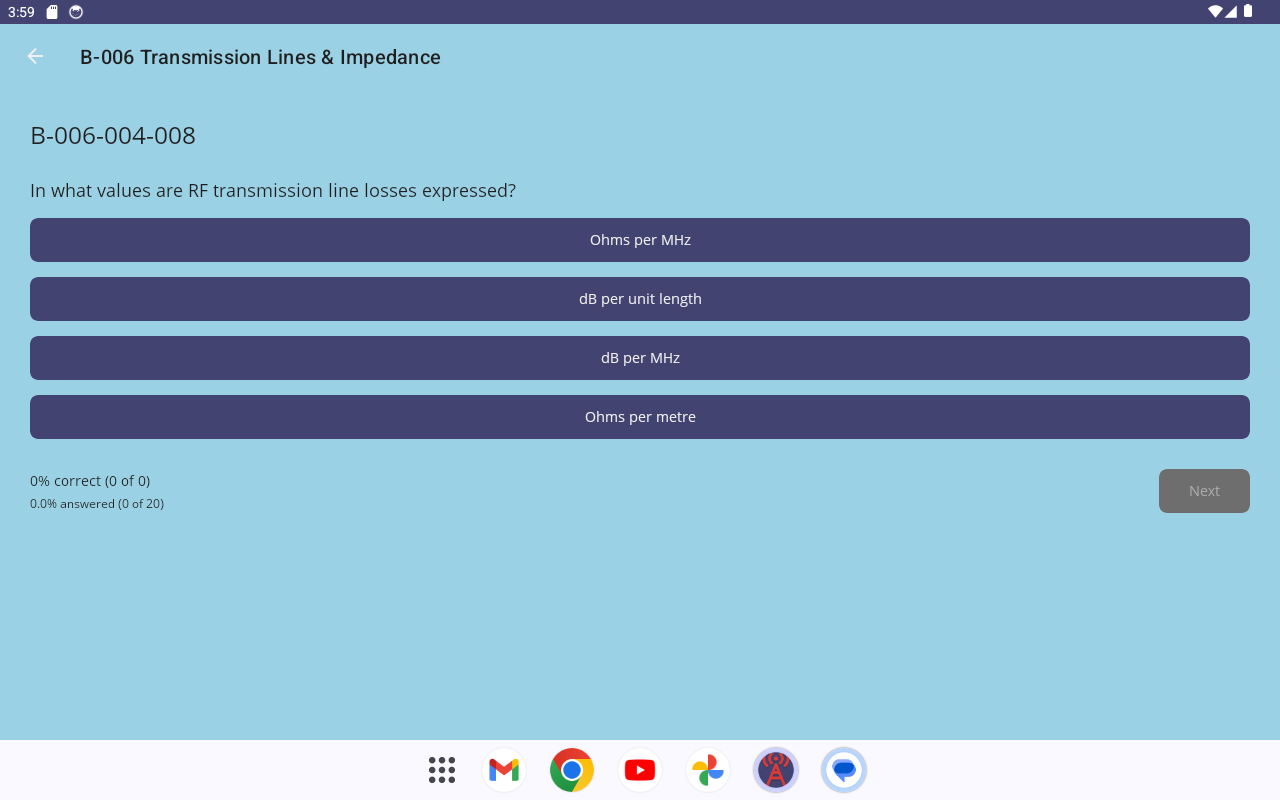 3:59
B-006 Transmission Lines & Impedance
B-006-004-008
In what values are RF transmission line losses expressed?
Ohms per MHz
dB per unit length
dB per MHz
Ohms per metre
0% correct (0 of 0)
0.0% answered (0 of 20)
Next